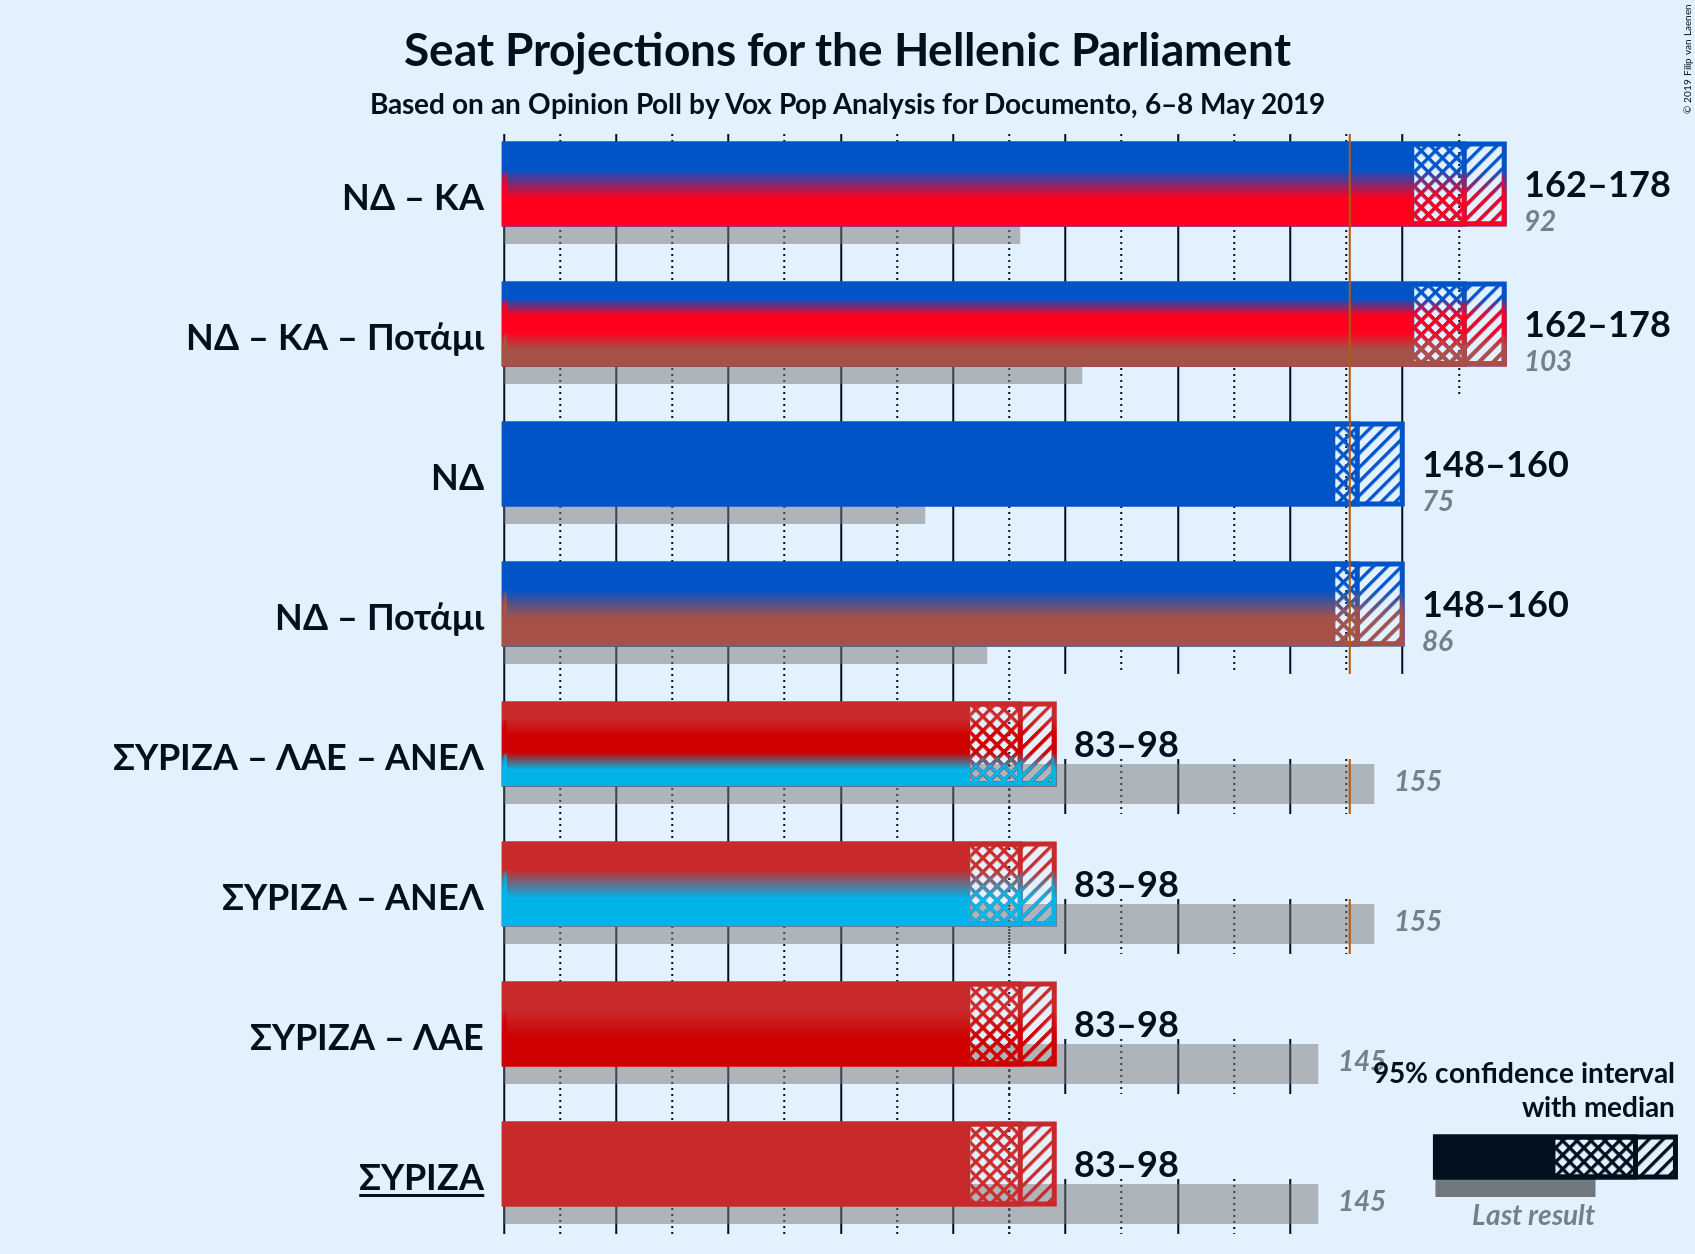 Seat Projections for the Hellenic Parliament
Based on an Opinion Poll by Vox Pop Analysis for Documento, 6–8 May 2019
© 2019 Filip van Laenen
ΝΔ – ΚΑ
162–178
92
ΝΔ – ΚΑ – Ποτάμι
162–178
103
ΝΔ
148–160
75
ΝΔ – Ποτάμι
148–160
86
ΣΥΡΙΖΑ – ΛΑΕ – ΑΝΕΛ
83–98
155
ΣΥΡΙΖΑ – ΑΝΕΛ
83–98
155
ΣΥΡΙΖΑ – ΛΑΕ
83–98
145
ΣΥΡΙΖΑ
83–98
145
95% confidence interval
with median
Last result